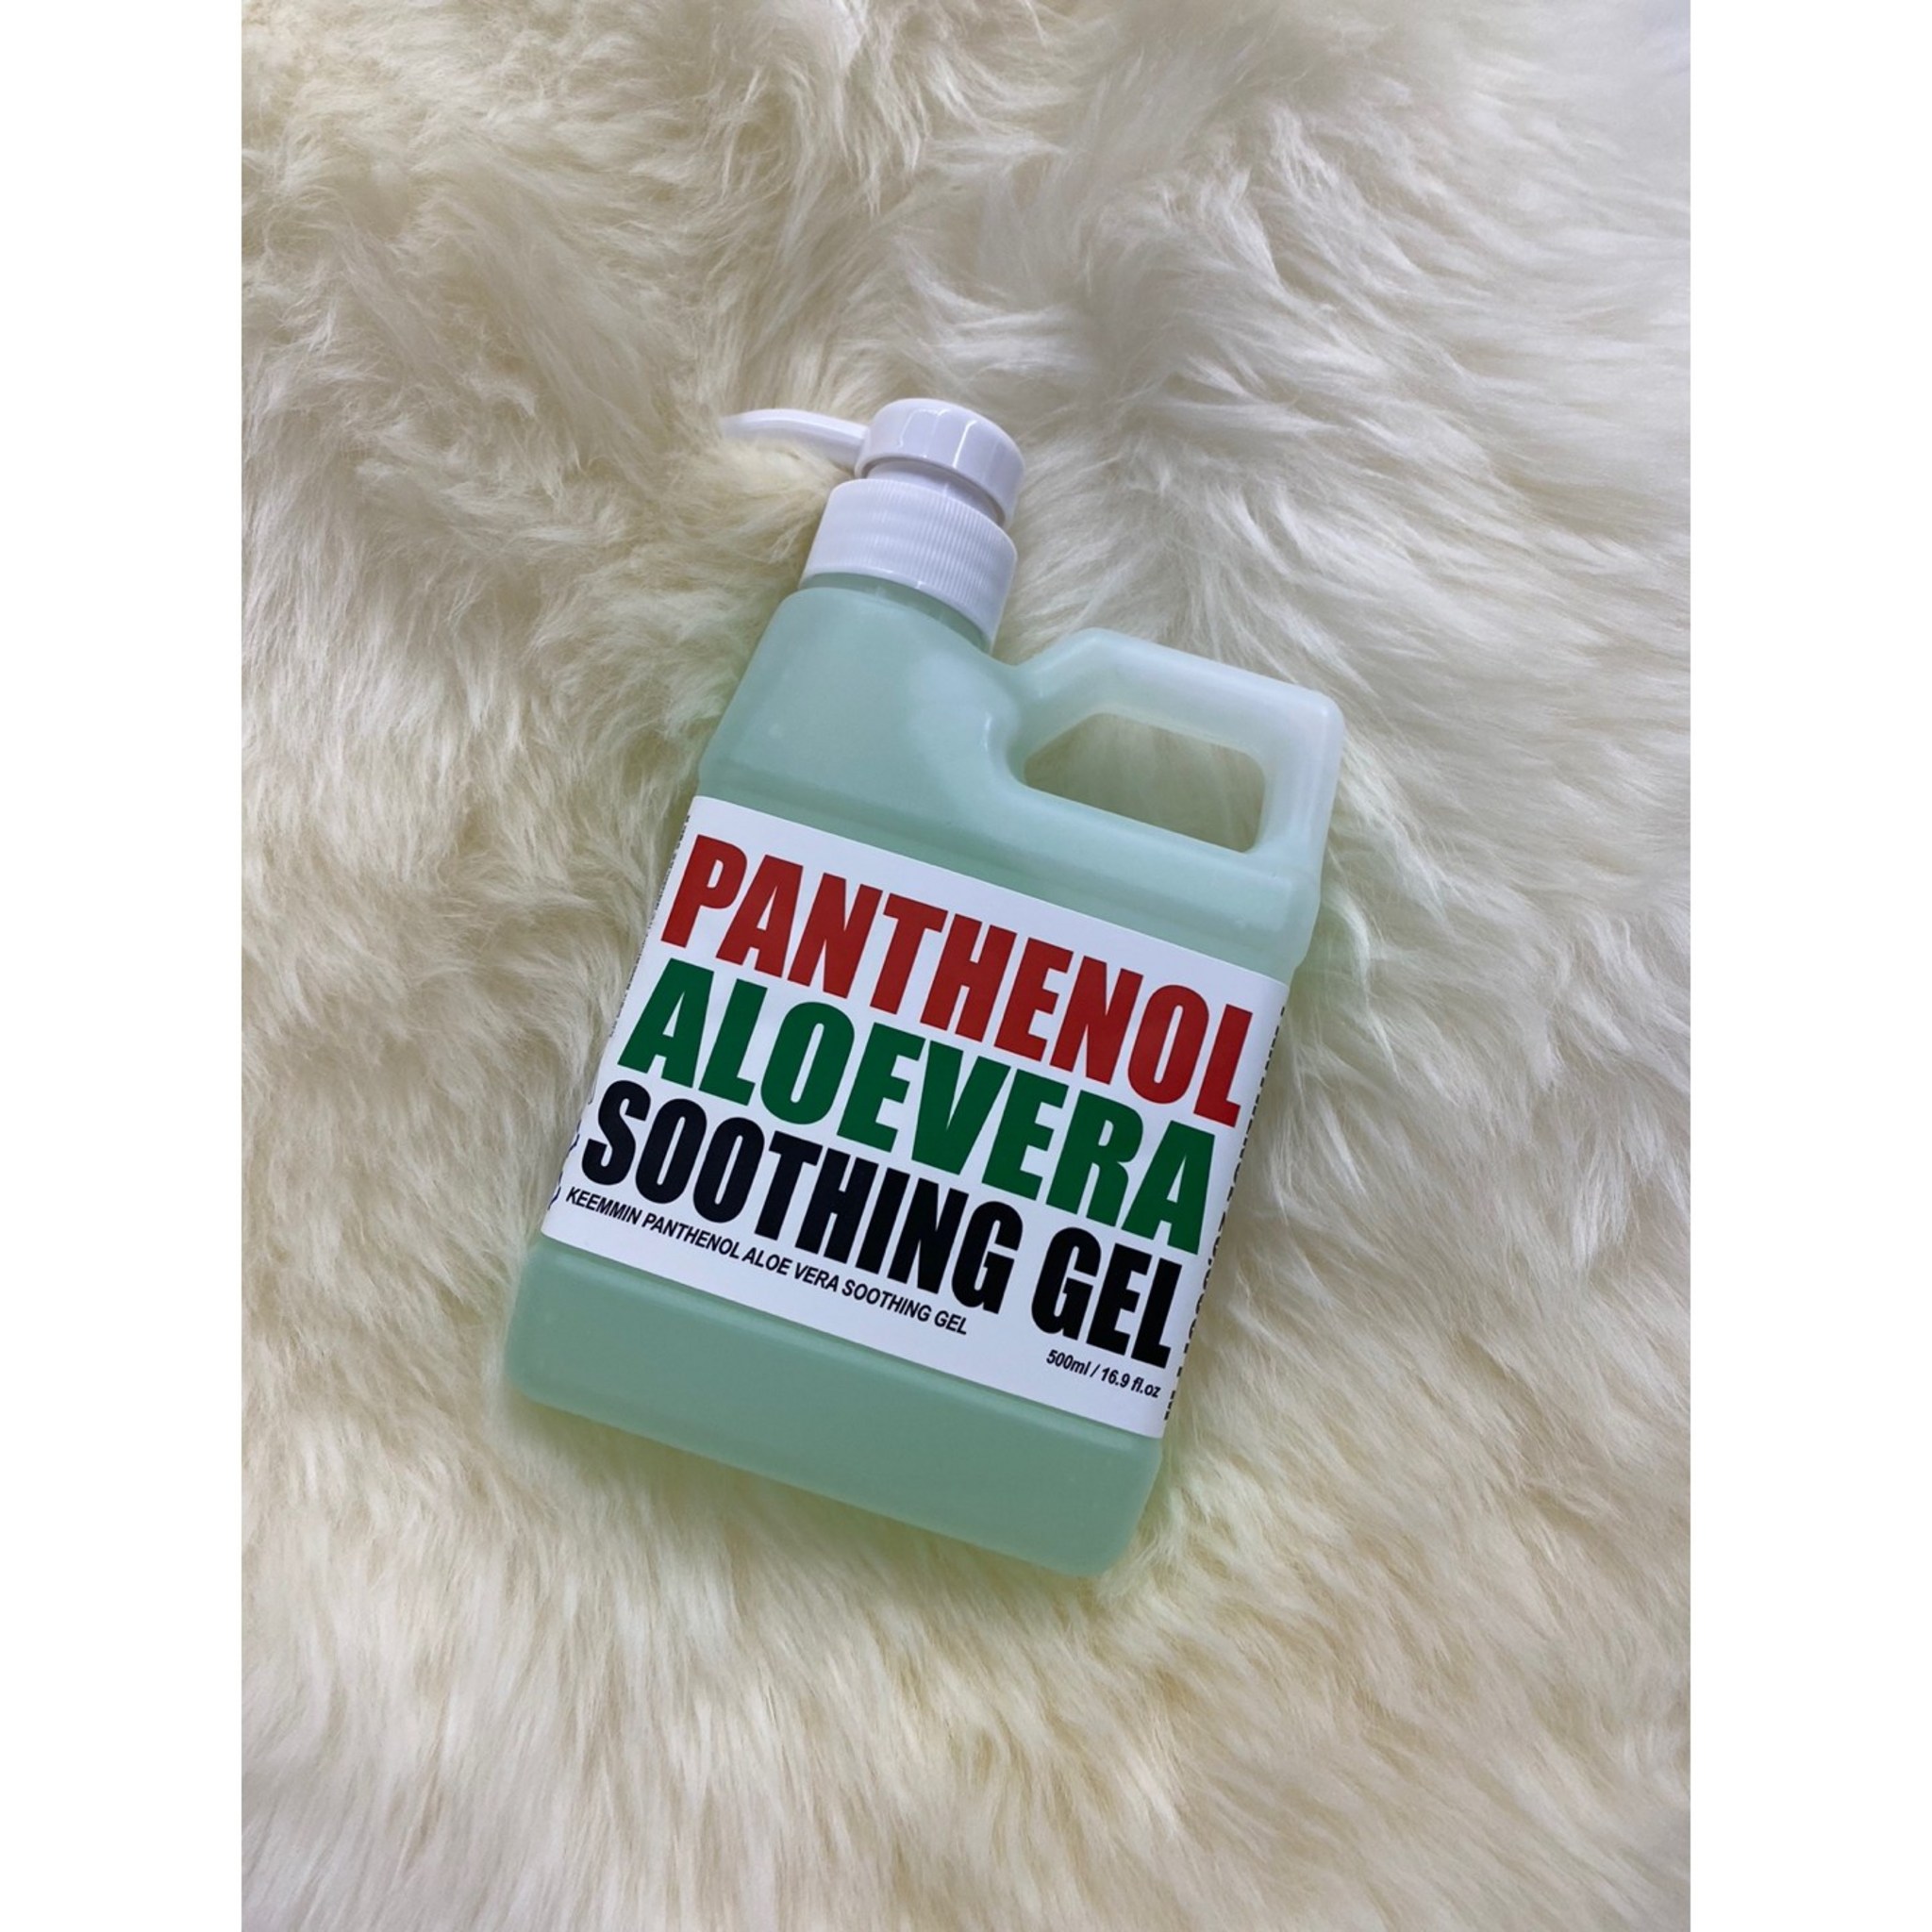 PANTHENOL
ALOEVERA
SOOTHING GEL
KEEMMIN PANTHENOL ALOE VERA SOOTHING GEL
500ml / 16.9 fl.oz